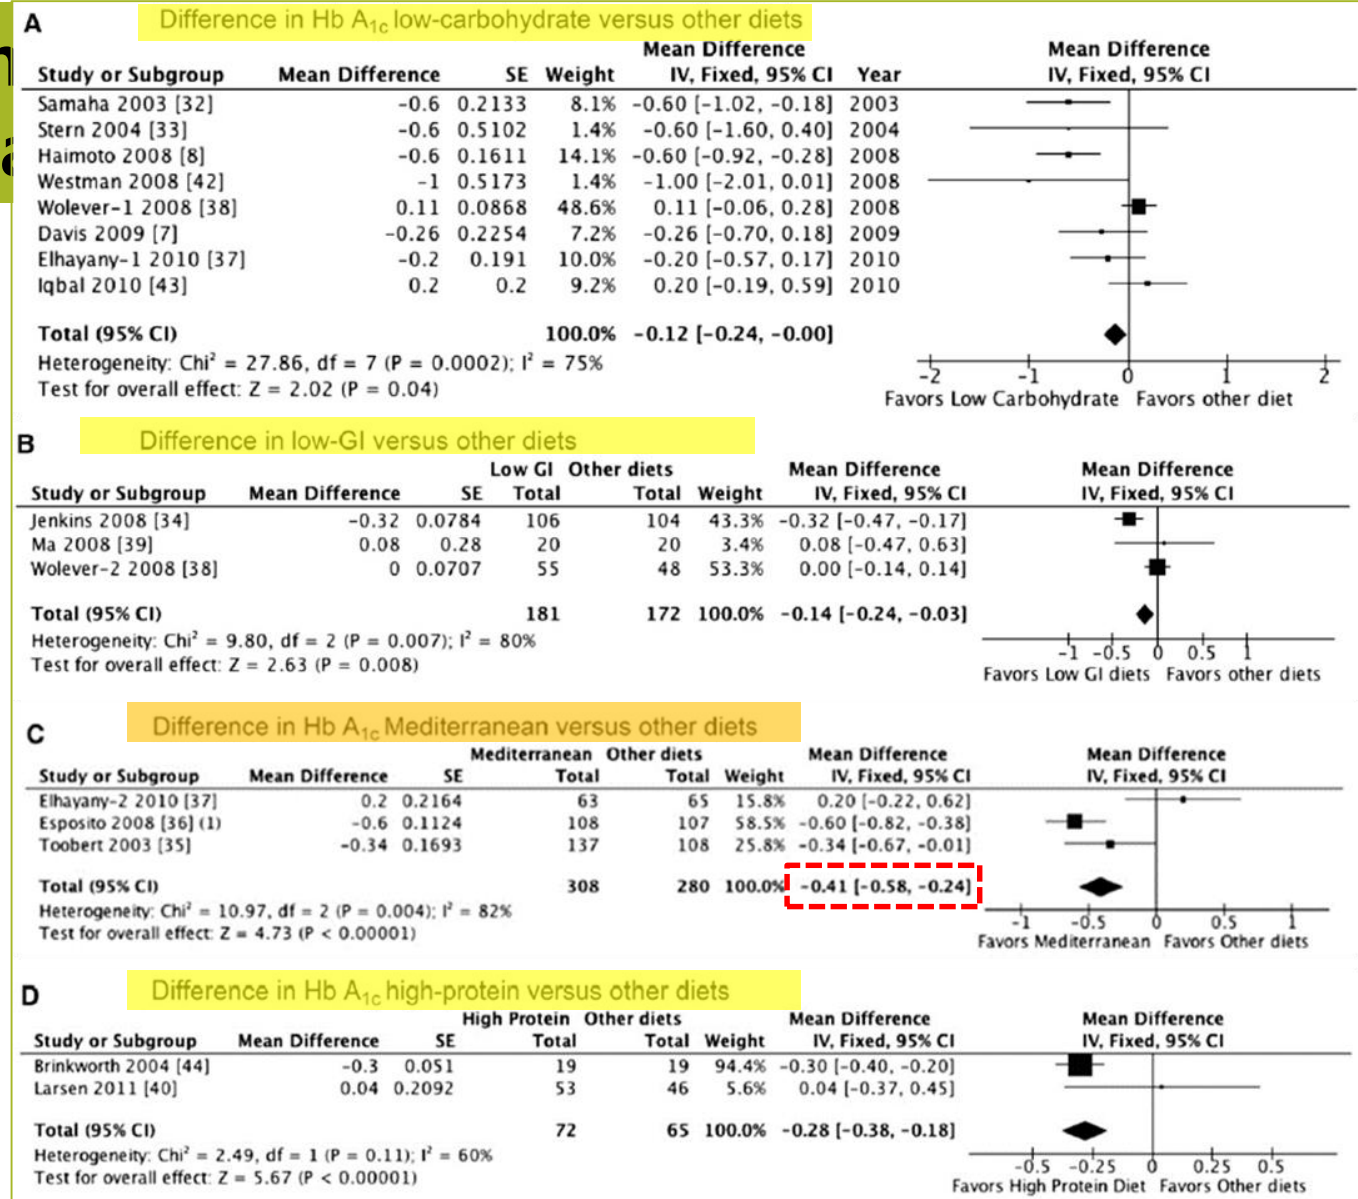 A
Difference in Hb A1c low-carbohydrate versus other diets
Mean Difference Mean Difference
Study or Subgroup Mean Difference SE Weight IV, Fixed, 95% CI Year IV, Fixed, 95% CI
Samaha 2003 [32] -0.6 0.2133 8.1% -0.60 [-1.02, -0.18] 2003
Stern 2004 [33] -0.6 0.5102 1.4% -0.60 [-1.60, 0.40] 2004
Haimoto 2008 [8] -0.6 0.1611 14.1% -0.60 [-0.92, -0.28] 2008
Westman 2008 [42] -1 0.5173 1.4% -1.00 [-2.01, 0.01] 2008
Wolever-1 2008 [38] 0.11 0.0868 48.6% 0.11 [-0.06, 0.28] 2008
Davis 2009 [7] -0.26 0.2254 7.2% -0.26 [-0.70, 0.18] 2009
Elhayany-1 2010 [37] -0.2 0.191 10.0% -0.20 [-0.57, 0.17] 2010
Iqbal 2010 [43] 0.2 0.2 9.2% 0.20 [-0.19, 0.59] 2010
Total (95% CI) 100.0% -0.12 [-0.24, -0.00]
Heterogeneity: Chi² = 27.86, df = 7 (P = 0.0002); I² = 75%
Test for overall effect: Z = 2.02 (P = 0.04)
-2 -1 0 1 2
Favors Low Carbohydrate Favors other diet
B
Difference in low-GI versus other diets
Low GI Other diets Mean Difference Mean Difference
Study or Subgroup Mean Difference SE Total Total Weight IV, Fixed, 95% CI IV, Fixed, 95% CI
Jenkins 2008 [34] -0.32 0.0784 106 104 43.3% -0.32 [-0.47, -0.17]
Ma 2008 [39] 0.08 0.28 20 20 3.4% 0.08 [-0.47, 0.63]
Wolever-2 2008 [38] 0 0.0707 55 48 53.3% 0.00 [-0.14, 0.14]
Total (95% CI) 181 172 100.0% -0.14 [-0.24, -0.03]
Heterogeneity: Chi² = 9.80, df = 2 (P = 0.007); I² = 80%
Test for overall effect: Z = 2.63 (P = 0.008)
-1 -0.5 0 0.5 1
Favors Low GI diets Favors other diets
C
Difference in Hb A1c Mediterranean versus other diets
Mediterranean Other diets Mean Difference Mean Difference
Study or Subgroup Mean Difference SE Total Total Weight IV, Fixed, 95% CI IV, Fixed, 95% CI
Elhayany-2 2010 [37] 0.2 0.2164 63 65 15.8% 0.20 [-0.22, 0.62]
Esposito 2008 [36] (1) -0.6 0.1124 108 107 58.5% -0.60 [-0.82, -0.38]
Toobert 2003 [35] -0.34 0.1693 137 108 25.8% -0.34 [-0.67, -0.01]
Total (95% CI) 308 280 100.0% -0.41 [-0.58, -0.24]
Heterogeneity: Chi² = 10.97, df = 2 (P = 0.004); I² = 82%
Test for overall effect: Z = 4.73 (P < 0.00001)
-1 -0.5 0 0.5 1
Favors Mediterranean Favors Other diets
D
Difference in Hb A1c high-protein versus other diets
High Protein Other diets Mean Difference Mean Difference
Study or Subgroup Mean Difference SE Total Total Weight IV, Fixed, 95% CI IV, Fixed, 95% CI
Brinkworth 2004 [44] -0.3 0.051 19 19 94.4% -0.30 [-0.40, -0.20]
Larsen 2011 [40] 0.04 0.2092 53 46 5.6% 0.04 [-0.37, 0.45]
Total (95% CI) 72 65 100.0% -0.28 [-0.38, -0.18]
Heterogeneity: Chi² = 2.49, df = 1 (P = 0.11); I² = 60%
Test for overall effect: Z = 5.67 (P < 0.00001)
-0.5 -0.25 0 0.25 0.5
Favors High Protein Diet Favors Other diets